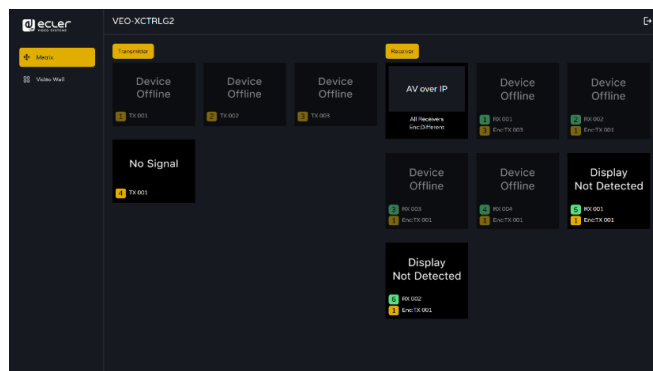 ecler
VIDEO SYSTEMS
VEO-XCTRLG2
Matrix
Video Wall
Transmitter
Device
Offline
1 TX 001
Device
Offline
2 TX 002
Device
Offline
3 TX 003
No Signal
4 TX 001
Receiver
AV over IP
All Receivers
Enc:Different
Device
Offline
1 RX 001
3 Enc:TX 003
Device
Offline
2 RX 002
1 Enc:TX 001
Device
Offline
3 RX 003
1 Enc:TX 001
Device
Offline
4 RX 004
1 Enc:TX 001
Display
Not Detected
5 RX 001
1 Enc:TX 001
Display
Not Detected
6 RX 002
1 Enc:TX 001